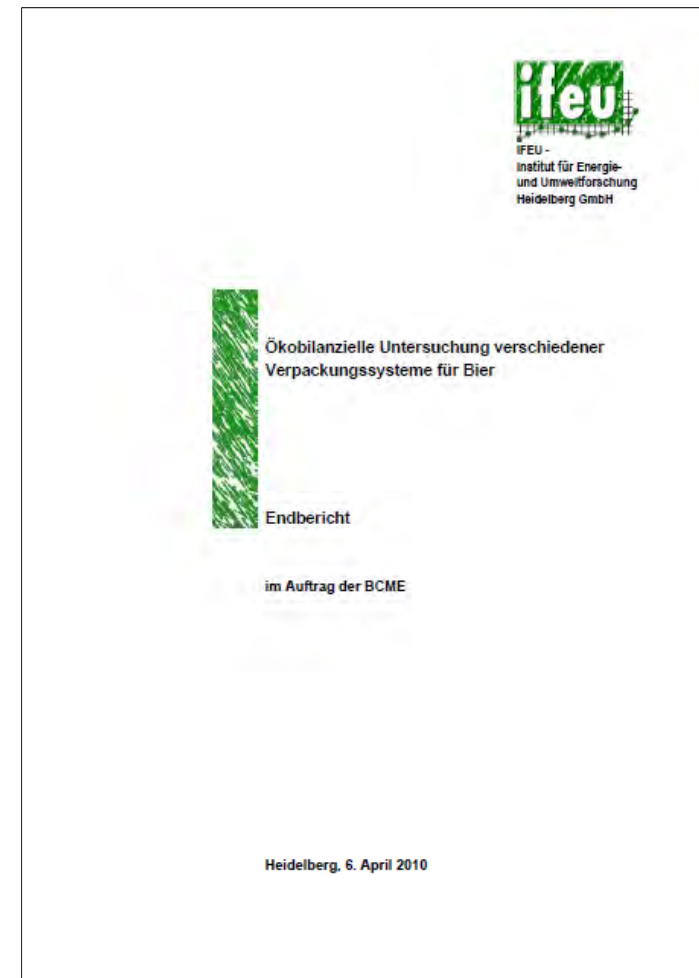 ifeu
IFEU -
Institut für Energie-
und Umweltforschung
Heidelberg GmbH
Ökobilanzielle Untersuchung verschiedener
Verpackungssysteme für Bier
Endbericht
im Auftrag der BCME
Heidelberg, 6. April 2010